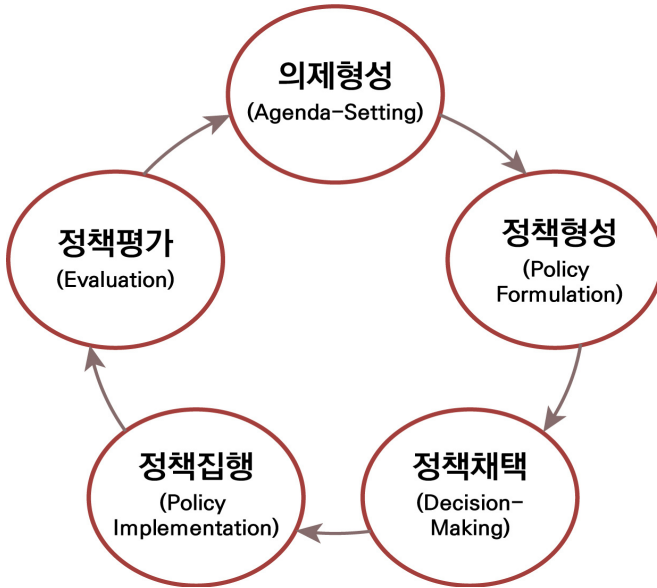 의제형성
(Agenda-Setting)
정책형성
(Policy
Formulation)
정책채택
(Decision-
Making)
정책집행
(Policy
Implementation)
정책평가
(Evaluation)